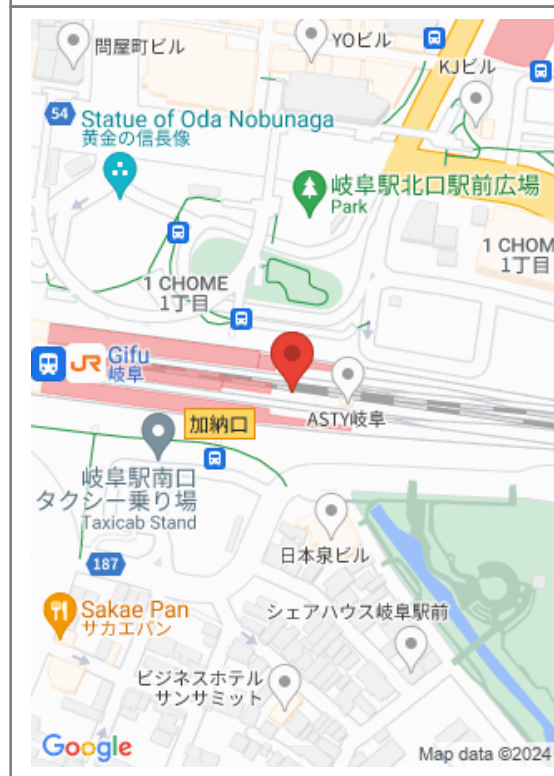 問屋町ビル
YOビル
KJビル
54
Statue of Oda Nobunaga
黄金の信長像
岐阜駅北口駅前広場
Park
1 CHOME
1丁目
1 CHOM
1丁目
JR
Gifu
岐阜
ASTY岐阜
加納口
岐阜駅南口
タクシー乗り場
Taxicab Stand
日本泉ビル
187
Sakae Pan
サカエパン
シェアハウス岐阜駅前
ビジネスホテル
サンサミット
Google
Map data ©2024